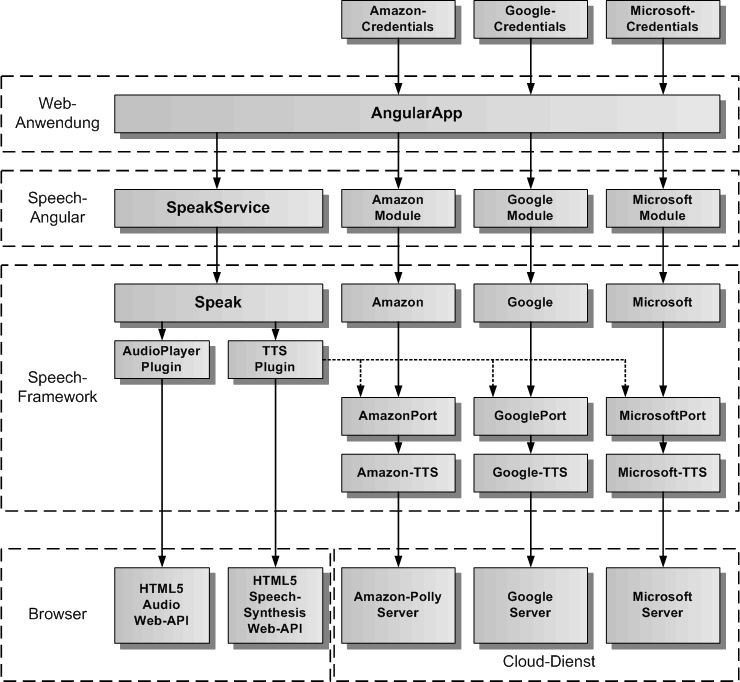 Amazon-
Credentials
Google-
Credentials
Microsoft-
Credentials
Web-
Anwendung
AngularApp
Speech-
Angular
SpeakService
Amazon
Module
Google
Module
Microsoft
Module
Speak
Amazon
Google
Microsoft
AudioPlayer
Plugin
TTS
Plugin
Speech-
Framework
AmazonPort
GooglePort
MicrosoftPort
Amazon-TTS
Google-TTS
Microsoft-TTS
Browser
HTML5
Audio
Web-API
HTML5
Speech-
Synthesis
Web-API
Amazon-Polly
Server
Google
Server
Microsoft
Server
Cloud-Dienst